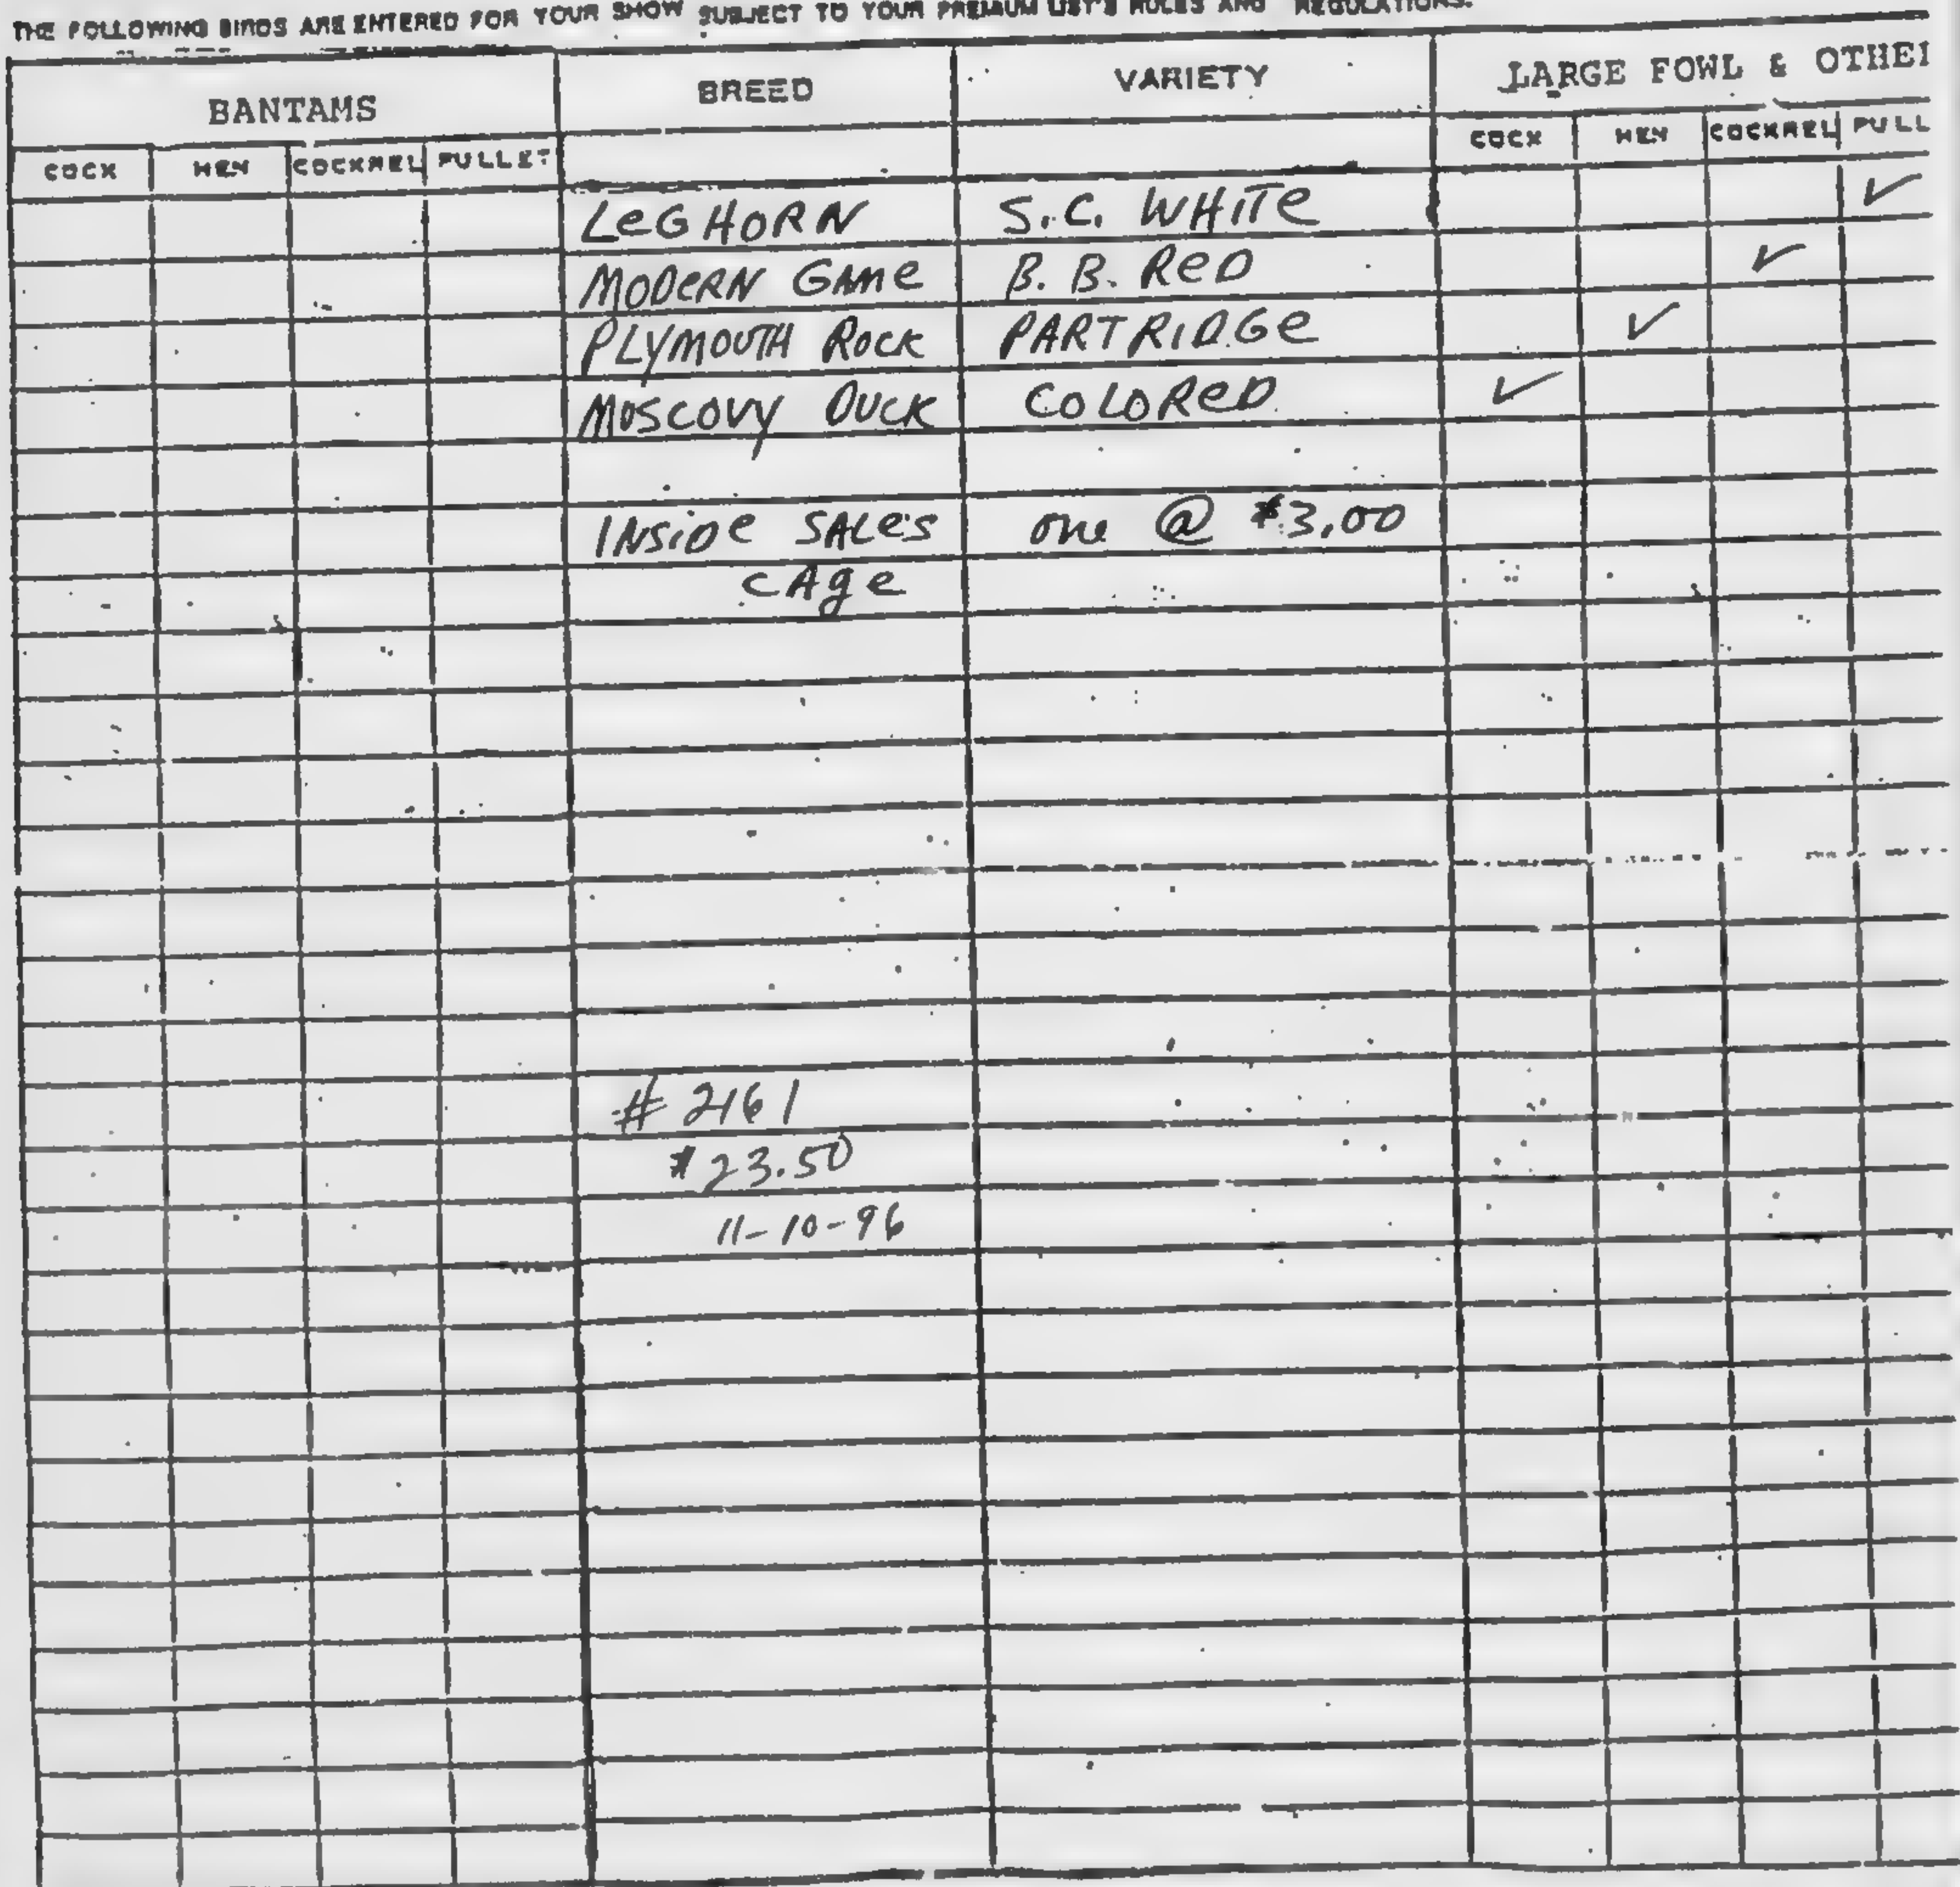 THE FOLLOWING BIRDS ARE ENTERED FOR YOUR SHOW SUBJECT TO YOUR PREMIUM LIST'S RULES AND REGULATIONS.
BANTAMS BREED VARIETY LARGE FOWL & OTHER
COCK HEN COCKREL PULLET COCK HEN COCKREL PULL
LEGHORN S.C. WHITE ✓
MODERN GAME B.B. RED ✓
PLYMOUTH ROCK PARTRIDGE ✓
MUSCOVY DUCK COLORED ✓
INSIDE SALES one @ $3.00
CAge
# 2161
$23.50
11-10-96